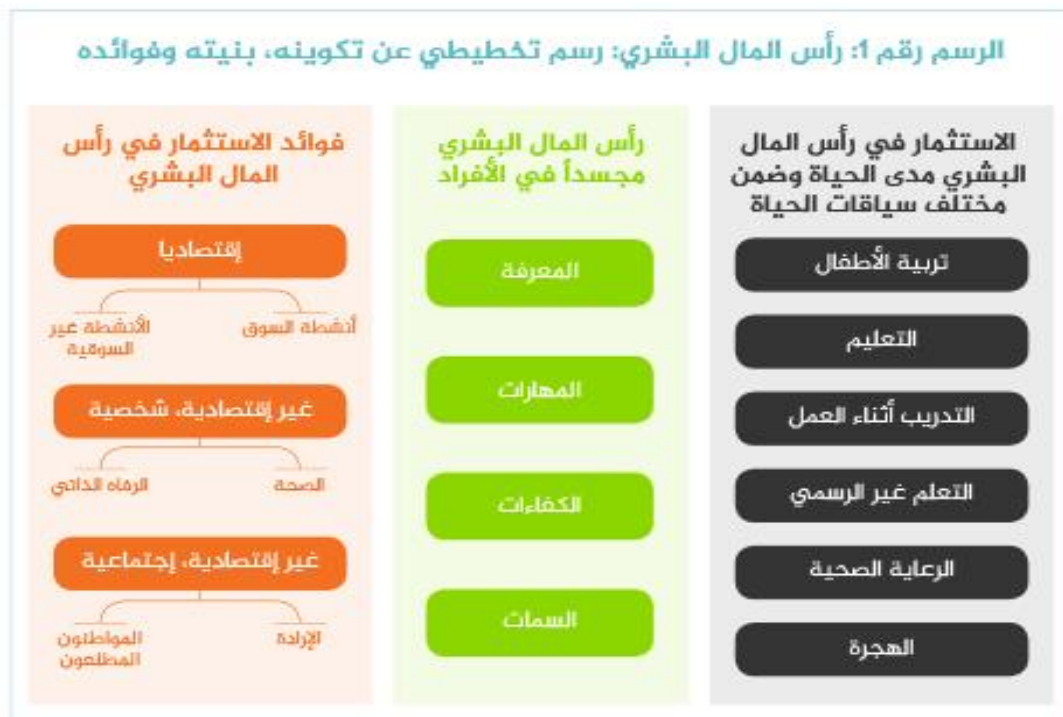 الرسم رقم 1: رأس المال البشري: رسم تخطيطي عن تكوينه، بنيته وفوائده
الاستثمار في رأس المال
البشري مدى الحياة وضمن
مختلف سياقات الحياة
تربية الأطفال
التعليم
التدريب أثناء العمل
التعلم غير الرسمي
الرعاية الصحية
الهجرة
رأس المال البشري
مجسداً في الأفراد
المعرفة
المهارات
الكفاءات
السمات
فوائد الاستثمار في رأس
المال البشري
إقتصاديا
أنشطة السوق
الأنشطة غير
السوقية
غير إقتصادية، شخصية
الصحة
الرفاه الذاتي
غير إقتصادية، إجتماعية
الإرادة
المواطنون
المطلعون